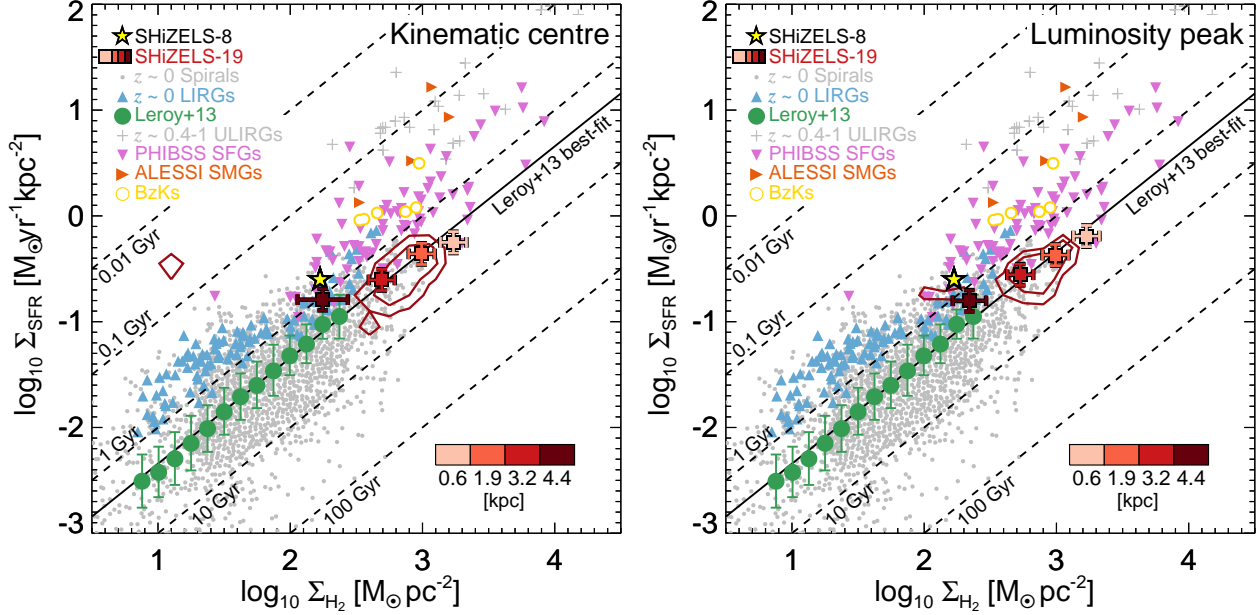 Kinematic centre
SHiZELS-8
SHiZELS-19
z ~ 0 Spirals
z ~ 0 LIRGs
Leroy+13
z ~ 0.4-1 ULIRGs
PHIBSS SFGs
ALESSI SMGs
BzKs
Leroy+13 best-fit
0.01 Gyr
0.1 Gyr
1 Gyr
10 Gyr
100 Gyr
0.6 1.9 3.2 4.4
[kpc]
2
1
0
-1
-2
-3
1 2 3 4
log₁₀ Σ_SFR [M⊙yr⁻¹kpc⁻²]
log₁₀ Σ_H₂ [M⊙ pc⁻²]
Luminosity peak
SHiZELS-8
SHiZELS-19
z ~ 0 Spirals
z ~ 0 LIRGs
Leroy+13
z ~ 0.4-1 ULIRGs
PHIBSS SFGs
ALESSI SMGs
BzKs
Leroy+13 best-fit
0.01 Gyr
0.1 Gyr
1 Gyr
10 Gyr
100 Gyr
0.6 1.9 3.2 4.4
[kpc]
2
1
0
-1
-2
-3
1 2 3 4
log₁₀ Σ_SFR [M⊙yr⁻¹kpc⁻²]
log₁₀ Σ_H₂ [M⊙ pc⁻²]